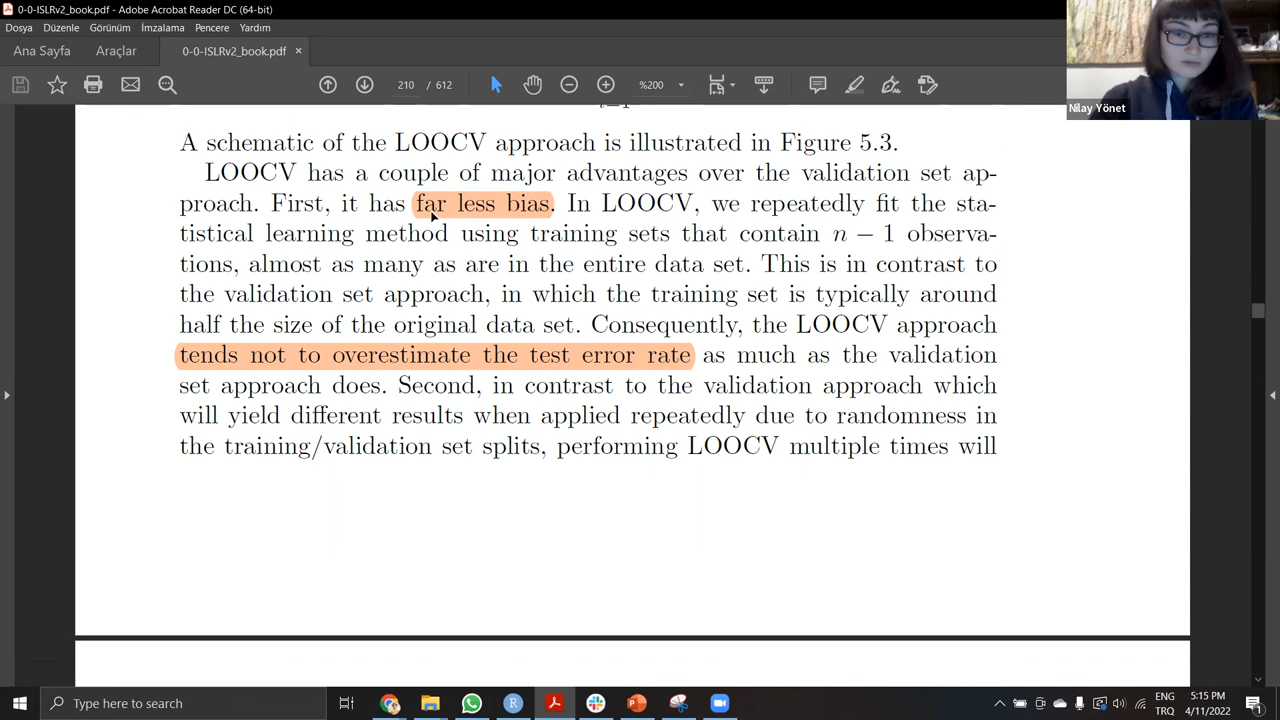 0-0-ISLRv2_book.pdf - Adobe Acrobat Reader DC (64-bit)
Dosya Düzenle Görünüm İmzalama Pencere Yardım
Ana Sayfa Araçlar 0-0-ISLRv2_book.pdf ×
210 / 612 %200
Nilay Yönet
A schematic of the LOOCV approach is illustrated in Figure 5.3.
LOOCV has a couple of major advantages over the validation set ap-
proach. First, it has far less bias. In LOOCV, we repeatedly fit the sta-
tistical learning method using training sets that contain n − 1 observa-
tions, almost as many as are in the entire data set. This is in contrast to
the validation set approach, in which the training set is typically around
half the size of the original data set. Consequently, the LOOCV approach
tends not to overestimate the test error rate as much as the validation
set approach does. Second, in contrast to the validation approach which
will yield different results when applied repeatedly due to randomness in
the training/validation set splits, performing LOOCV multiple times will
Type here to search
ENG 5:15 PM
TRQ 4/11/2022